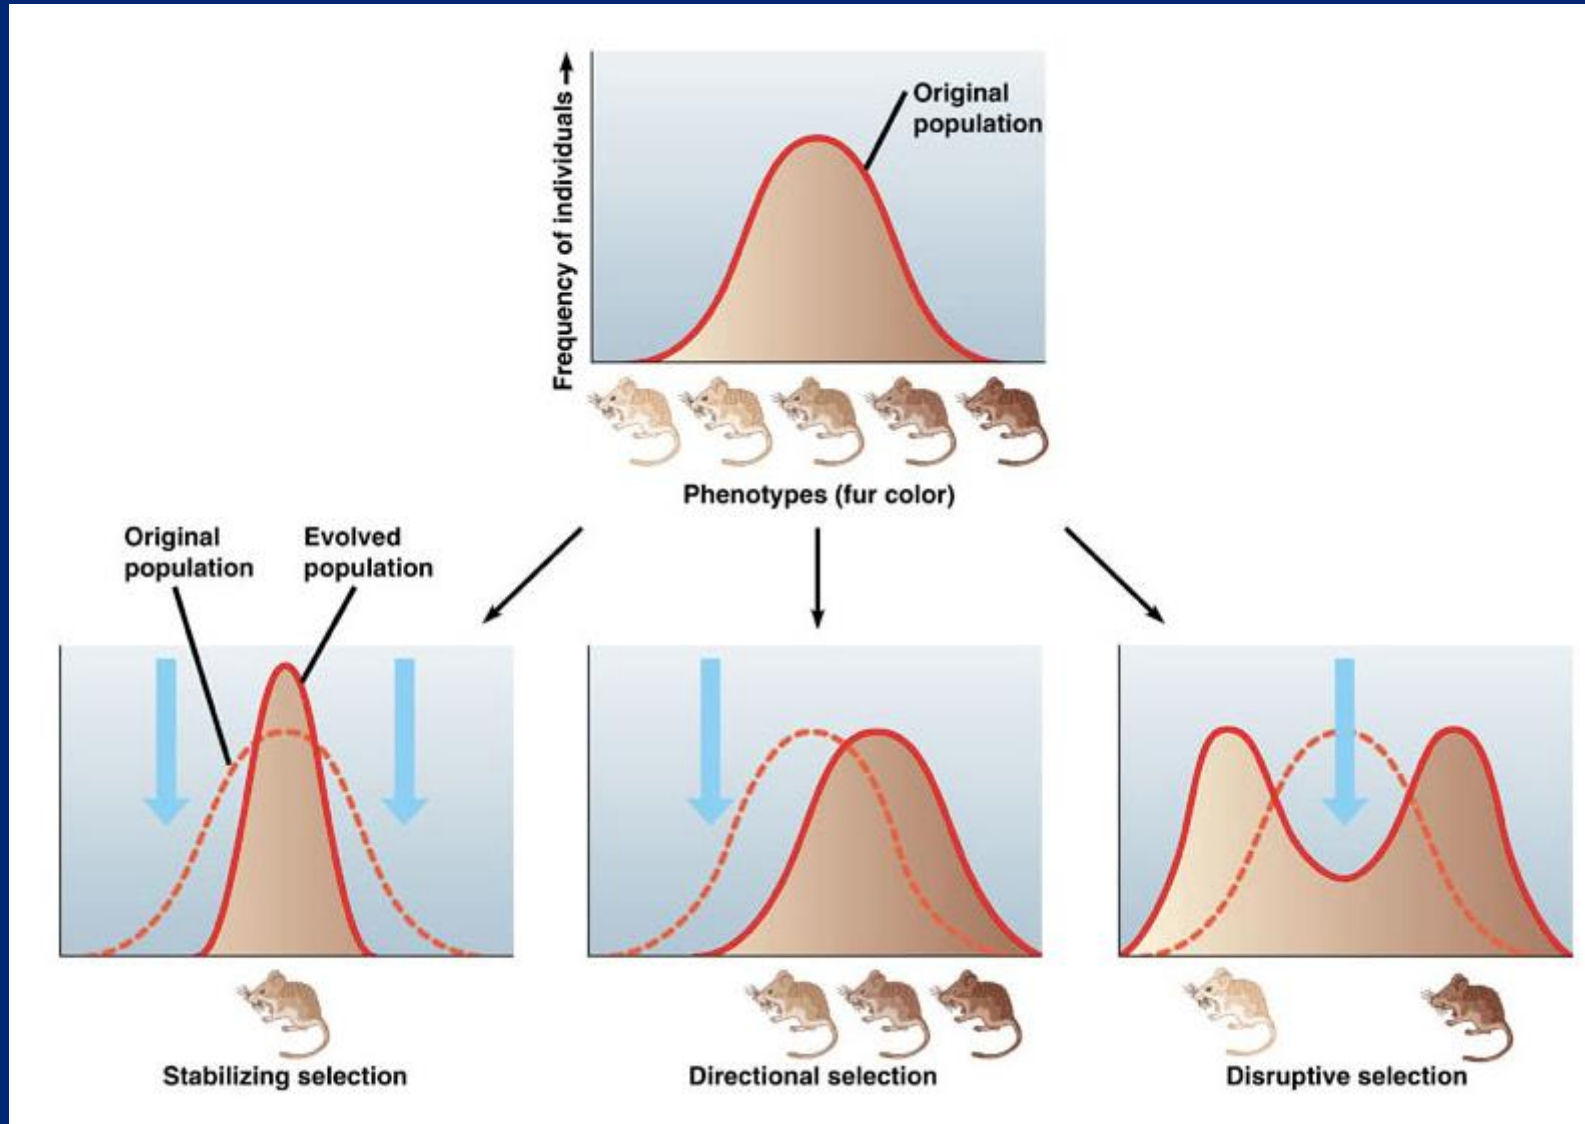 Frequency of individuals
Original
population
Phenotypes (fur color)
Original
population
Evolved
population
Stabilizing selection
Directional selection
Disruptive selection